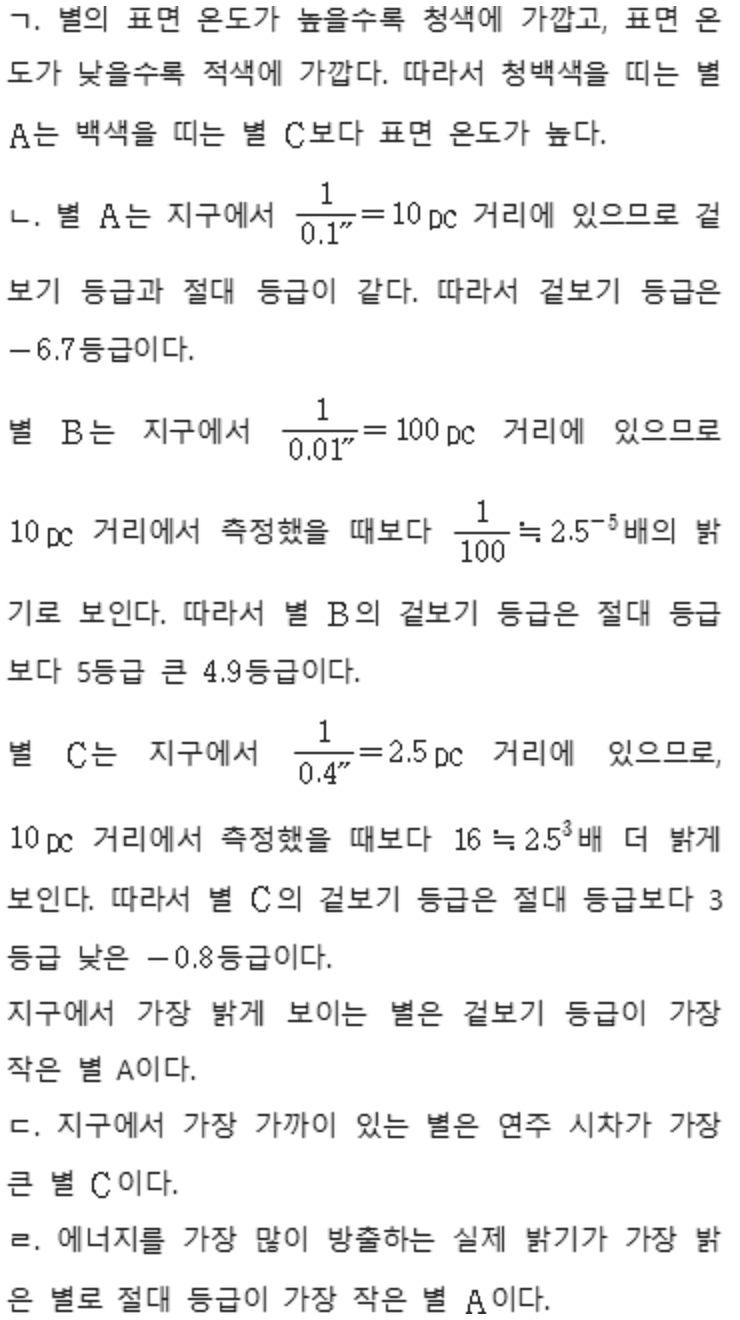 ㄱ. 별의 표면 온도가 높을수록 청색에 가깝고, 표면 온
도가 낮을수록 적색에 가깝다. 따라서 청백색을 띠는 별
A는 백색을 띠는 별 C보다 표면 온도가 높다.
ㄴ. 별 A는 지구에서 1/0.1″ = 10 pc 거리에 있으므로 겉
보기 등급과 절대 등급이 같다. 따라서 겉보기 등급은
−6.7등급이다.
별 B는 지구에서 1/0.01″ = 100 pc 거리에 있으므로
10 pc 거리에서 측정했을 때보다 1/100 ≒ 2.5⁻⁵배의 밝
기로 보인다. 따라서 별 B의 겉보기 등급은 절대 등급
보다 5등급 큰 4.9등급이다.
별 C는 지구에서 1/0.4″ = 2.5 pc 거리에 있으므로,
10 pc 거리에서 측정했을 때보다 16 ≒ 2.5³배 더 밝게
보인다. 따라서 별 C의 겉보기 등급은 절대 등급보다 3
등급 낮은 −0.8등급이다.
지구에서 가장 밝게 보이는 별은 겉보기 등급이 가장
작은 별 A이다.
ㄷ. 지구에서 가장 가까이 있는 별은 연주 시차가 가장
큰 별 C이다.
ㄹ. 에너지를 가장 많이 방출하는 실제 밝기가 가장 밝
은 별로 절대 등급이 가장 작은 별 A이다.